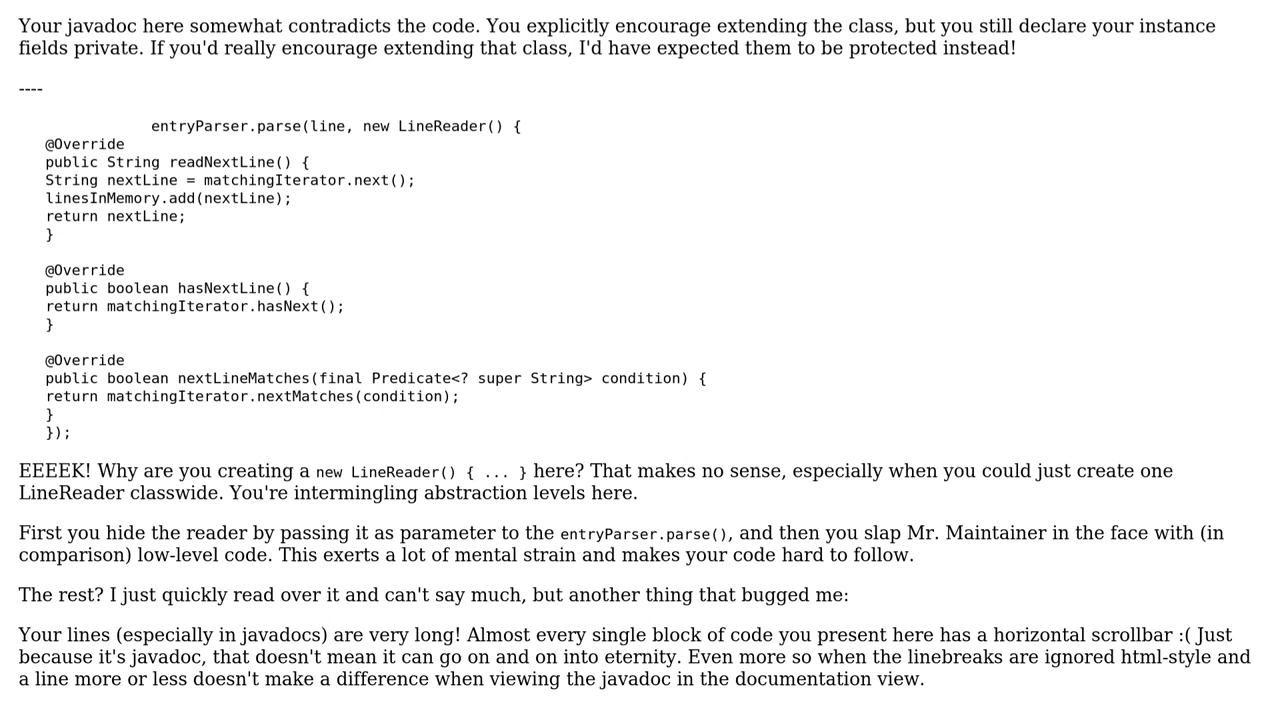 Your javadoc here somewhat contradicts the code. You explicitly encourage extending the class, but you still declare your instance
fields private. If you'd really encourage extending that class, I'd have expected them to be protected instead!
----
entryParser.parse(line, new LineReader() {
@Override
public String readNextLine() {
String nextLine = matchingIterator.next();
linesInMemory.add(nextLine);
return nextLine;
}
@Override
public boolean hasNextLine() {
return matchingIterator.hasNext();
}
@Override
public boolean nextLineMatches(final Predicate<? super String> condition) {
return matchingIterator.nextMatches(condition);
}
});
EEEEK! Why are you creating a new LineReader() { ... } here? That makes no sense, especially when you could just create one
LineReader classwide. You're intermingling abstraction levels here.
First you hide the reader by passing it as parameter to the entryParser.parse(), and then you slap Mr. Maintainer in the face with (in
comparison) low-level code. This exerts a lot of mental strain and makes your code hard to follow.
The rest? I just quickly read over it and can't say much, but another thing that bugged me:
Your lines (especially in javadocs) are very long! Almost every single block of code you present here has a horizontal scrollbar :( Just
because it's javadoc, that doesn't mean it can go on and on into eternity. Even more so when the linebreaks are ignored html-style and
a line more or less doesn't make a difference when viewing the javadoc in the documentation view.